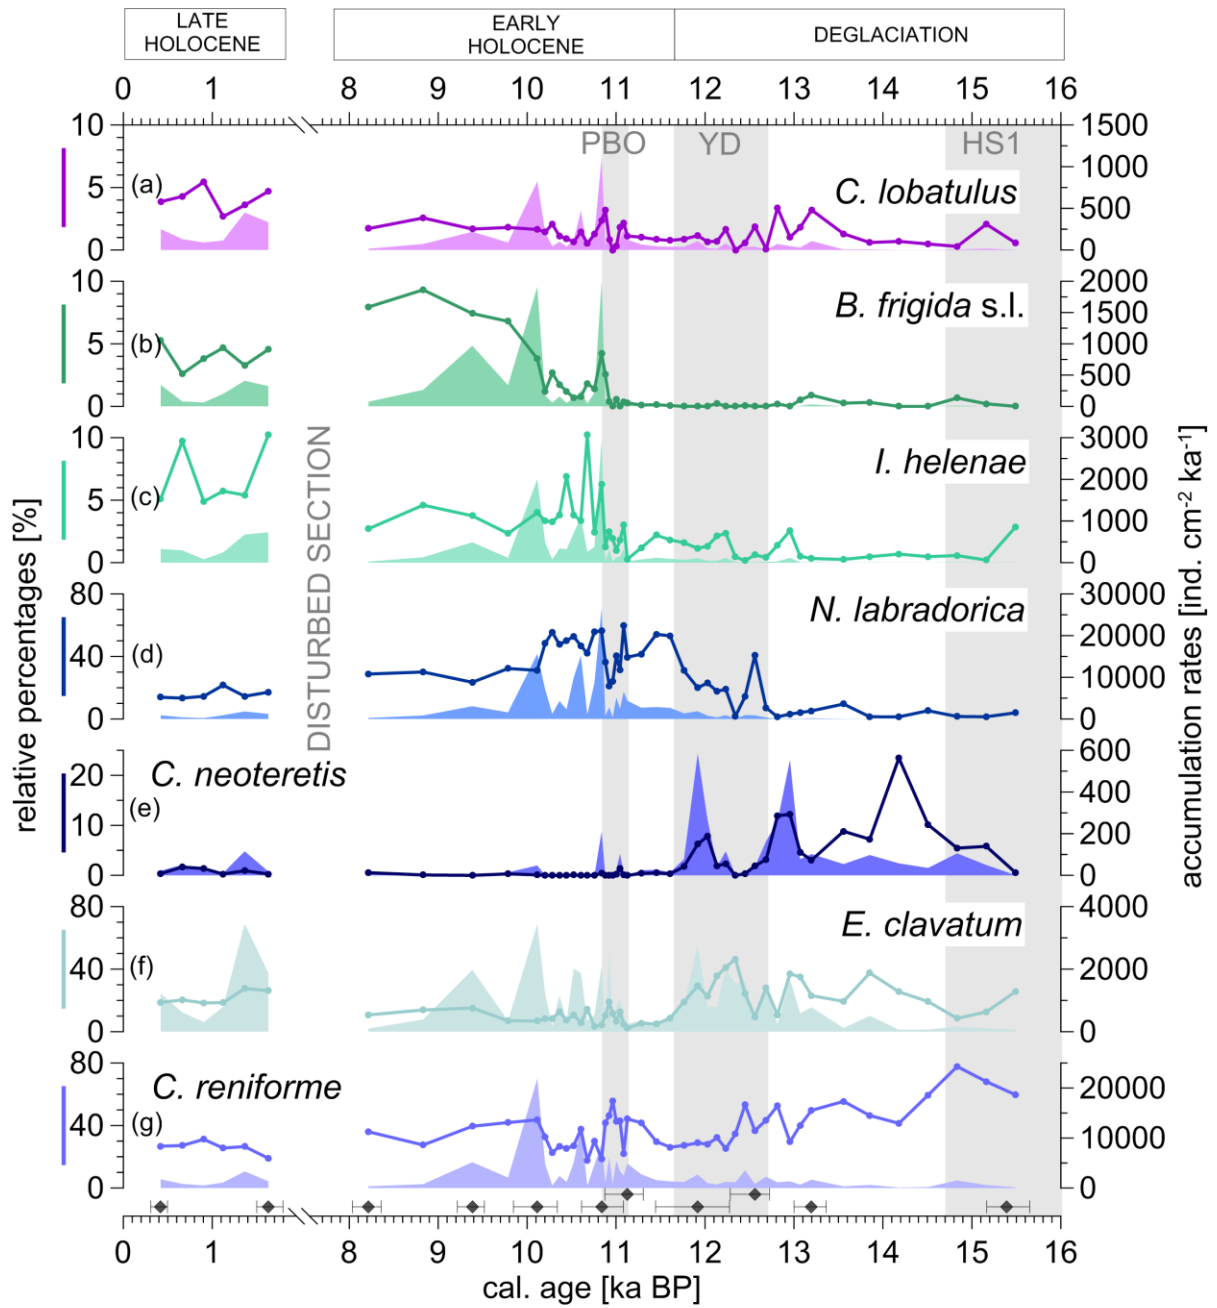 LATE HOLOCENE
EARLY HOLOCENE
DEGLACIATION
0 1 8 9 10 11 12 13 14 15 16
PBO YD HS1
relative percentages [%]
accumulation rates [ind. cm⁻² ka⁻¹]
DISTURBED SECTION
(a) C. lobatulus
10 5 0
1500 1000 500 0
(b) B. frigida s.l.
10 5 0
2000 1500 1000 500 0
(c) I. helenae
10 5 0
3000 2000 1000 0
(d) N. labradorica
80 40 0
30000 20000 10000 0
C. neoteretis
(e)
20 10 0
600 400 200 0
E. clavatum
(f)
80 40 0
4000 2000 0
C. reniforme
(g)
80 40 0
20000 10000 0
0 1 8 9 10 11 12 13 14 15 16
cal. age [ka BP]